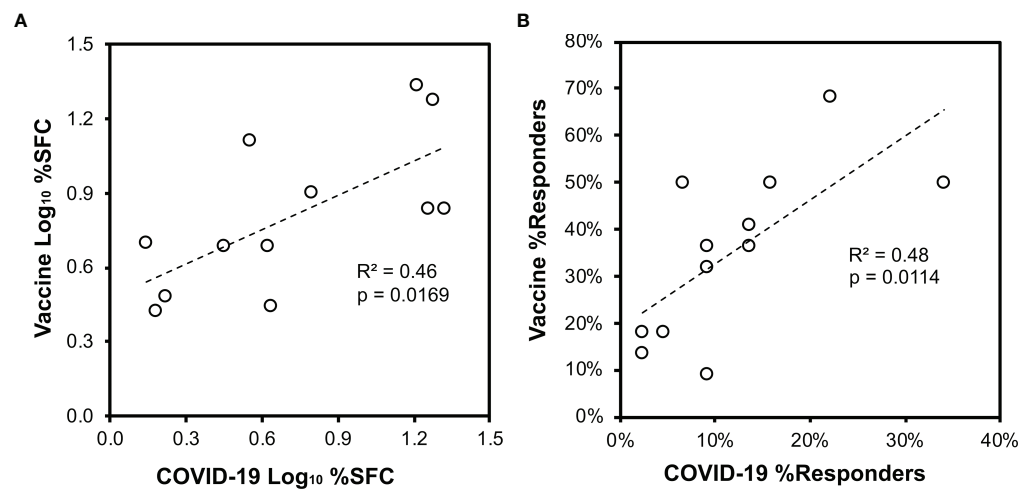 A
1.5
1.2
0.9
0.6
0.3
0.0
Vaccine Log₁₀ %SFC
R² = 0.46
p = 0.0169
0.0 0.3 0.6 0.9 1.2 1.5
COVID-19 Log₁₀ %SFC
B
80%
70%
60%
50%
40%
30%
20%
10%
0%
Vaccine %Responders
R² = 0.48
p = 0.0114
0% 10% 20% 30% 40%
COVID-19 %Responders